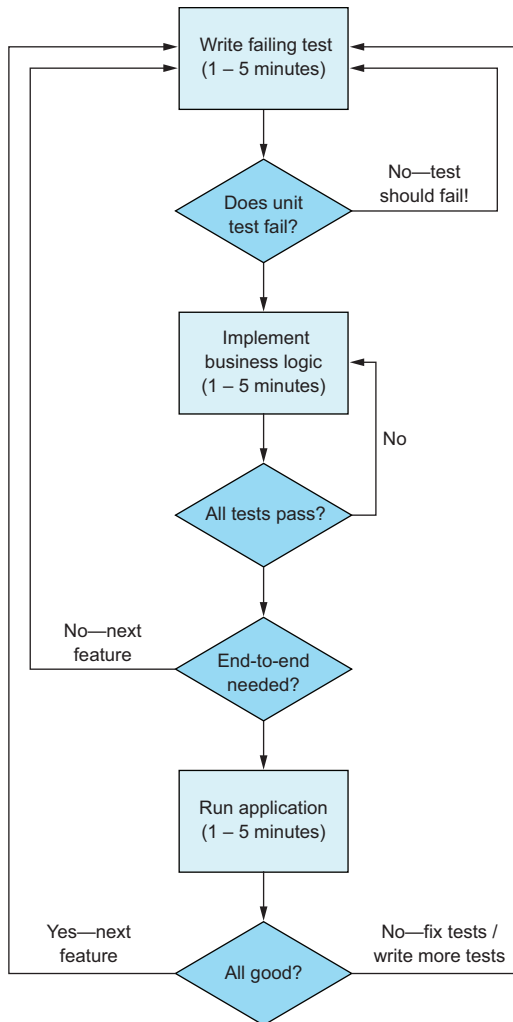 Write failing test
(1 – 5 minutes)
No—test
should fail!
Does unit
test fail?
Implement
business logic
(1 – 5 minutes)
No
All tests pass?
No—next
feature
End-to-end
needed?
Run application
(1 – 5 minutes)
Yes—next
feature
No—fix tests /
write more tests
All good?